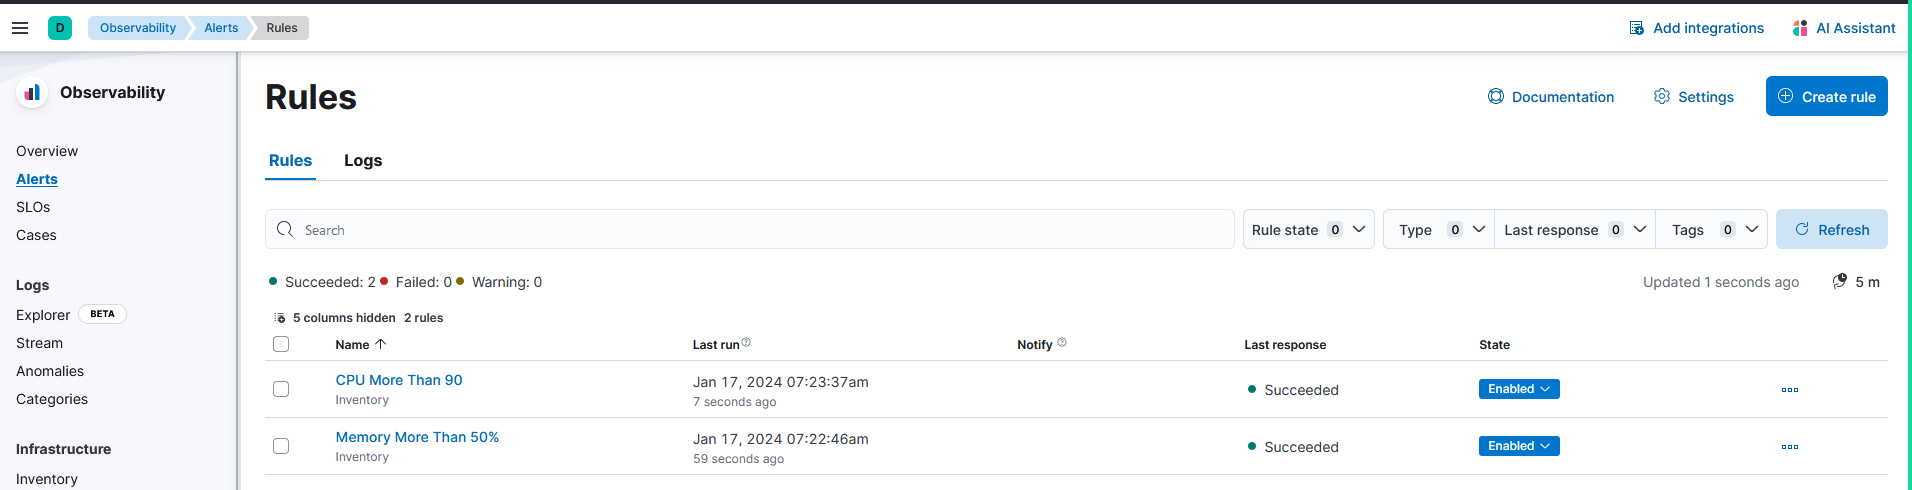 D Observability Alerts Rules Add integrations AI Assistant
Observability
Overview
Alerts
SLOs
Cases
Logs
Explorer BETA
Stream
Anomalies
Categories
Infrastructure
Inventory
Rules
Documentation Settings Create rule
Rules Logs
Search Rule state 0 Type 0 Last response 0 Tags 0 Refresh
Succeeded: 2 Failed: 0 Warning: 0 Updated 1 seconds ago 5 m
5 columns hidden 2 rules
Name Last run Notify Last response State
CPU More Than 90 Jan 17, 2024 07:23:37am Succeeded Enabled
Inventory 7 seconds ago
Memory More Than 50% Jan 17, 2024 07:22:46am Succeeded Enabled
Inventory 59 seconds ago